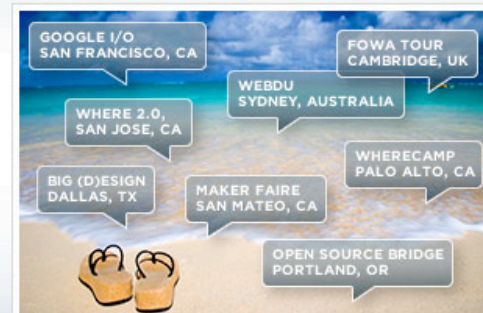 GOOGLE I/O
SAN FRANCISCO, CA
FOWA TOUR
CAMBRIDGE, UK
WEBDU
SYDNEY, AUSTRALIA
WHERE 2.0,
SAN JOSE, CA
WHERECAMP
PALO ALTO, CA
BIG (D)ESIGN
DALLAS, TX
MAKER FAIRE
SAN MATEO, CA
OPEN SOURCE BRIDGE
PORTLAND, OR